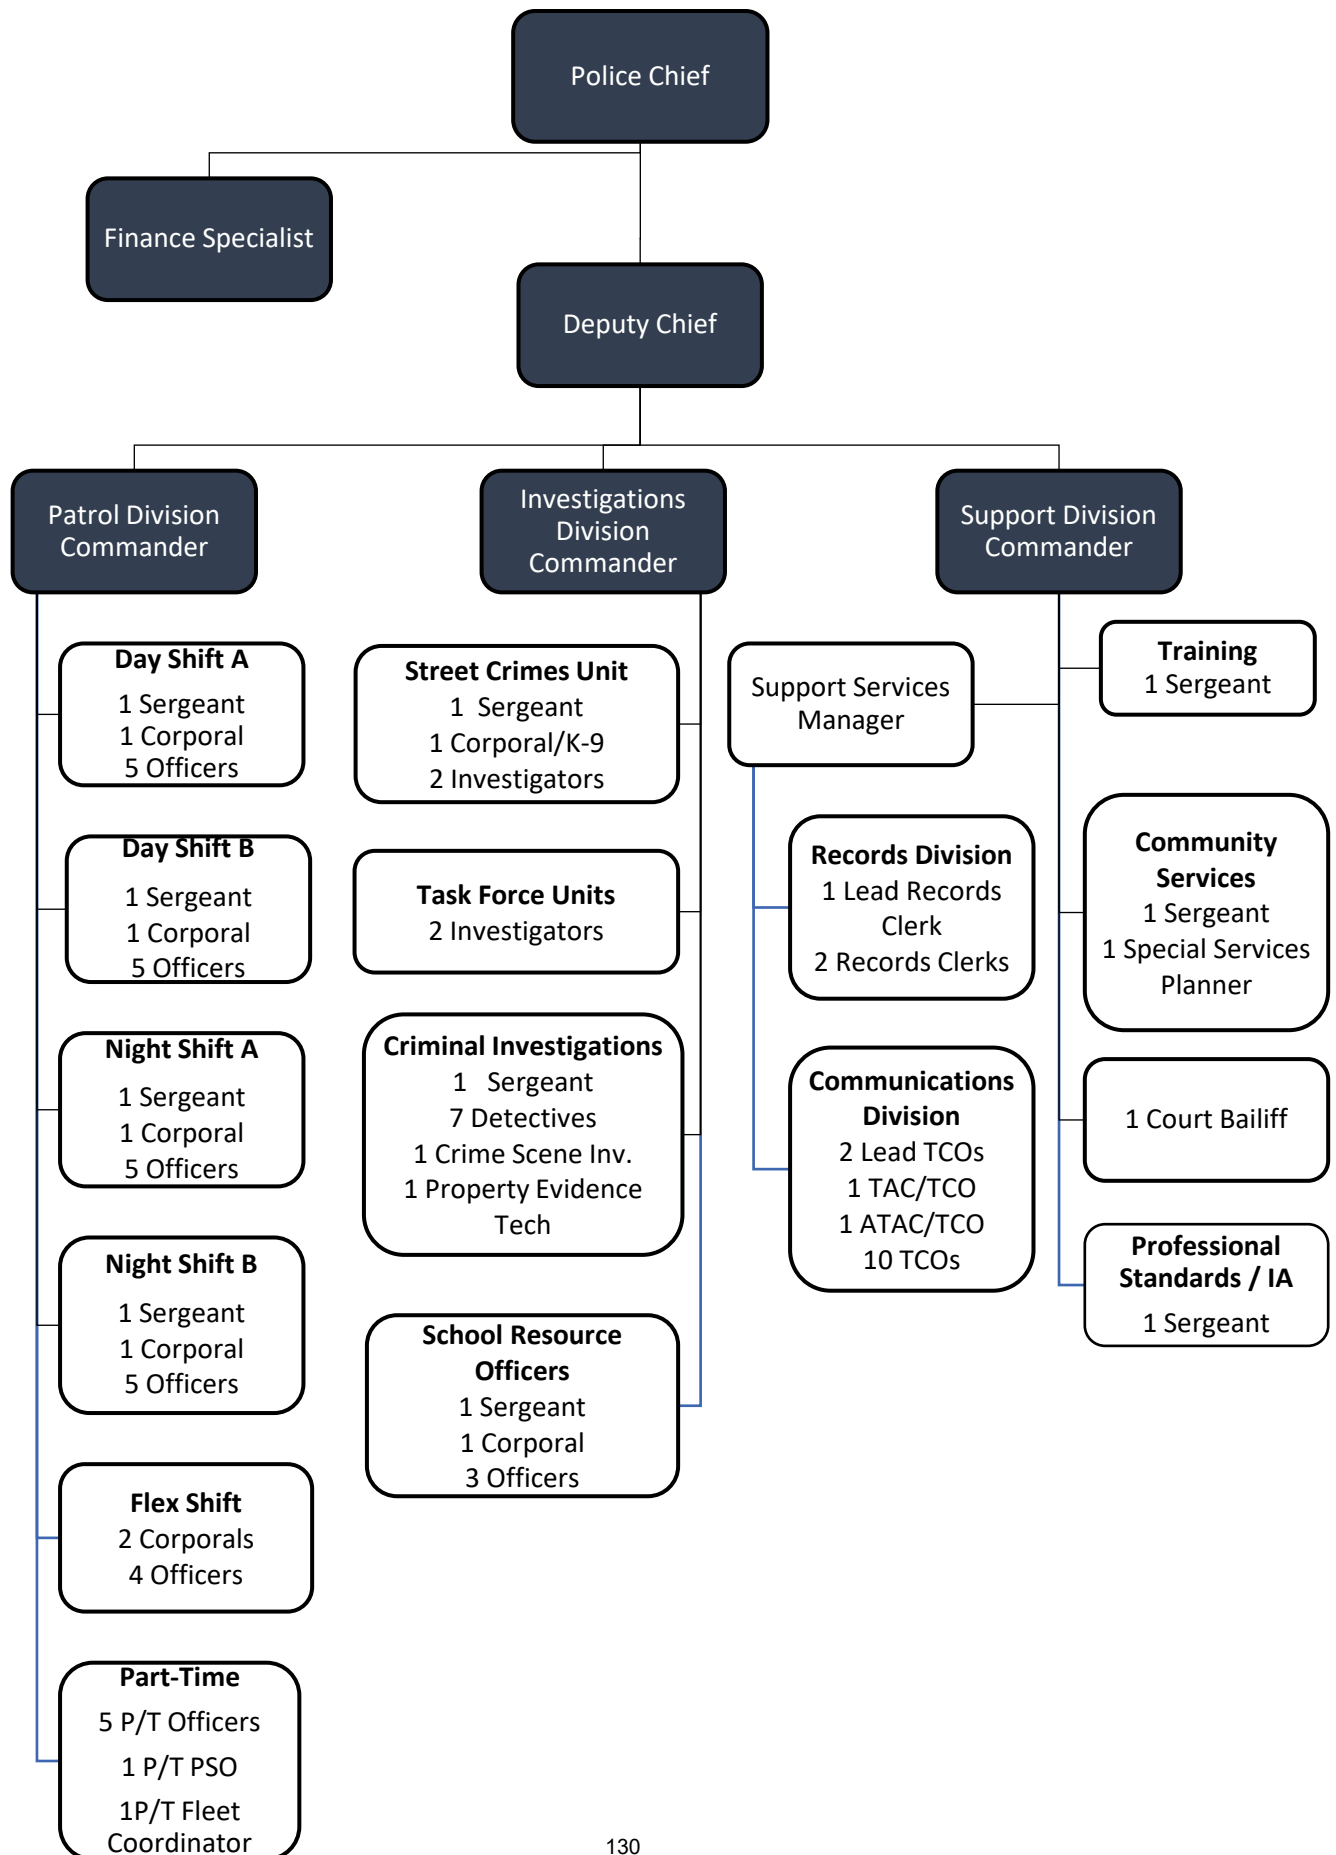 Police Chief
Finance Specialist
Deputy Chief
Patrol Division
Commander
Investigations
Division
Commander
Support Division
Commander
Day Shift A
1 Sergeant
1 Corporal
5 Officers
Day Shift B
1 Sergeant
1 Corporal
5 Officers
Night Shift A
1 Sergeant
1 Corporal
5 Officers
Night Shift B
1 Sergeant
1 Corporal
5 Officers
Flex Shift
2 Corporals
4 Officers
Part-Time
5 P/T Officers
1 P/T PSO
1P/T Fleet
Coordinator
Street Crimes Unit
1 Sergeant
1 Corporal/K-9
2 Investigators
Task Force Units
2 Investigators
Criminal Investigations
1 Sergeant
7 Detectives
1 Crime Scene Inv.
1 Property Evidence
Tech
School Resource
Officers
1 Sergeant
1 Corporal
3 Officers
Support Services
Manager
Records Division
1 Lead Records
Clerk
2 Records Clerks
Communications
Division
2 Lead TCOs
1 TAC/TCO
1 ATAC/TCO
10 TCOs
Training
1 Sergeant
Community
Services
1 Sergeant
1 Special Services
Planner
1 Court Bailiff
Professional
Standards / IA
1 Sergeant
130